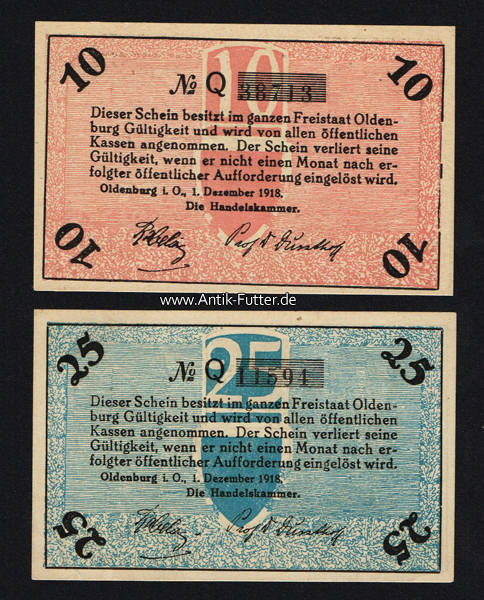 10 10
10
№ Q 38713
Dieser Schein besitzt im ganzen Freistaat Olden-
burg Gültigkeit und wird von allen öffentlichen
Kassen angenommen. Der Schein verliert seine
Gültigkeit, wenn er nicht einen Monat nach er-
folgter öffentlicher Aufforderung eingelöst wird.
Oldenburg i. O., 1. Dezember 1918.
Die Handelskammer.
10 10
www.Antik-Futter.de
25 25
25
№ Q 11591
Dieser Schein besitzt im ganzen Freistaat Olden-
burg Gültigkeit und wird von allen öffentlichen
Kassen angenommen. Der Schein verliert seine
Gültigkeit, wenn er nicht einen Monat nach er-
folgter öffentlicher Aufforderung eingelöst wird.
Oldenburg i. O., 1. Dezember 1918.
Die Handelskammer.
25 25